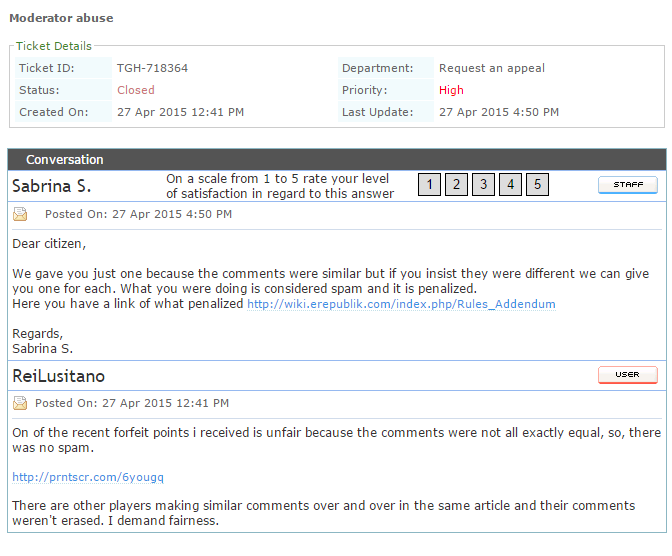 Moderator abuse
Ticket Details
Ticket ID: TGH-718364 Department: Request an appeal
Status: Closed Priority: High
Created On: 27 Apr 2015 12:41 PM Last Update: 27 Apr 2015 4:50 PM
Conversation
Sabrina S. On a scale from 1 to 5 rate your level 1 2 3 4 5 STAFF
of satisfaction in regard to this answer
Posted On: 27 Apr 2015 4:50 PM
Dear citizen,
We gave you just one because the comments were similar but if you insist they were different we can give
you one for each. What you were doing is considered spam and it is penalized.
Here you have a link of what penalized http://wiki.erepublik.com/index.php/Rules_Addendum
Regards,
Sabrina S.
ReiLusitano USER
Posted On: 27 Apr 2015 12:41 PM
On of the recent forfeit points i received is unfair because the comments were not all exactly equal, so, there
was no spam.
http://prntscr.com/6yougq
There are other players making similar comments over and over in the same article and their comments
weren't erased. I demand fairness.